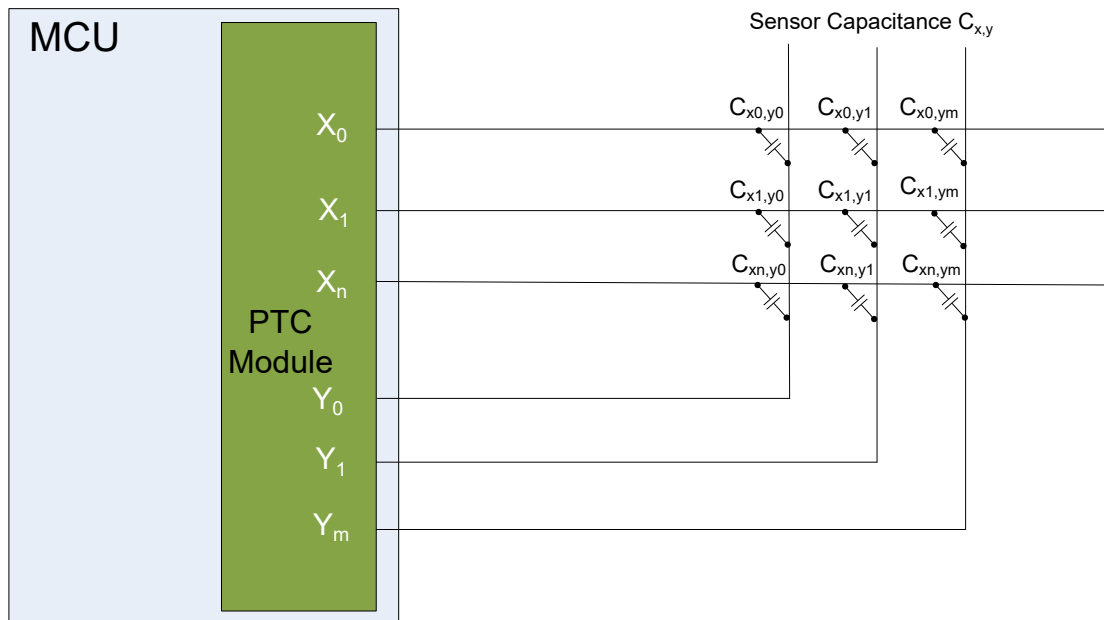 MCU
Sensor Capacitance Cx,y
Cx0,y0 Cx0,y1 Cx0,ym
X0
Cx1,y0 Cx1,y1 Cx1,ym
X1
Cxn,y0 Cxn,y1 Cxn,ym
Xn
PTC
Module
Y0
Y1
Ym